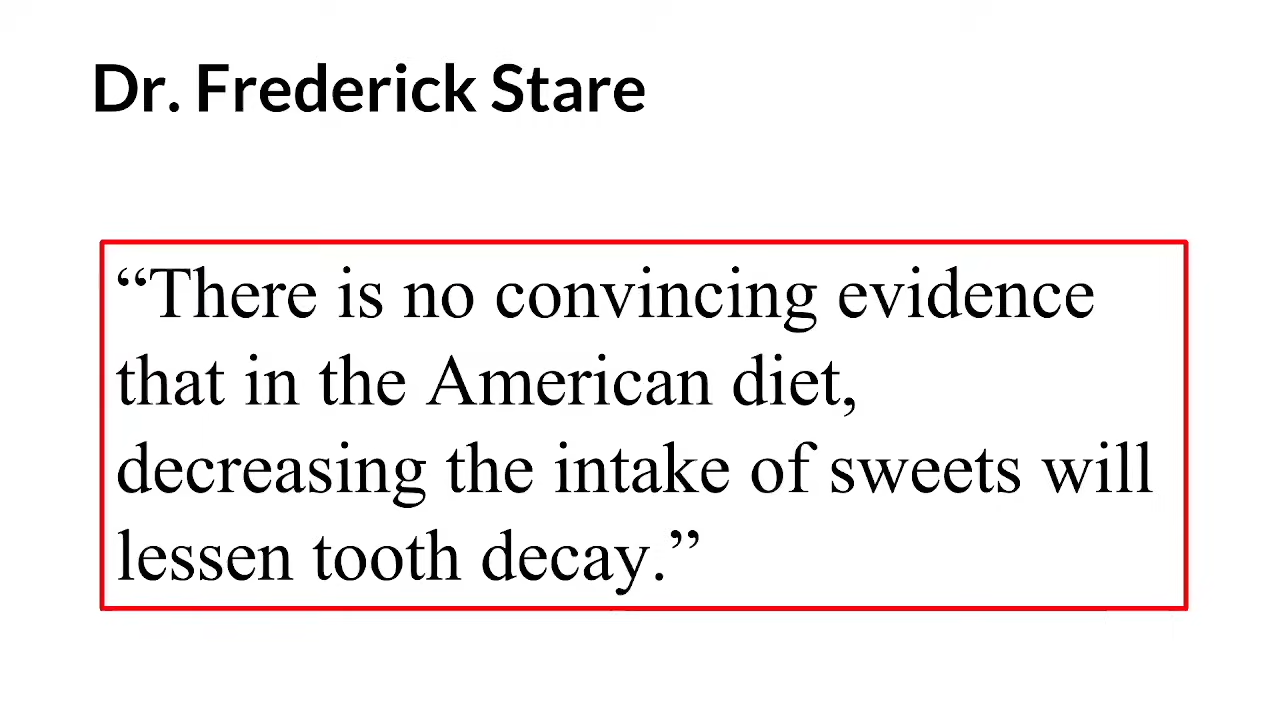 Dr. Frederick Stare
“There is no convincing evidence
that in the American diet,
decreasing the intake of sweets will
lessen tooth decay.”